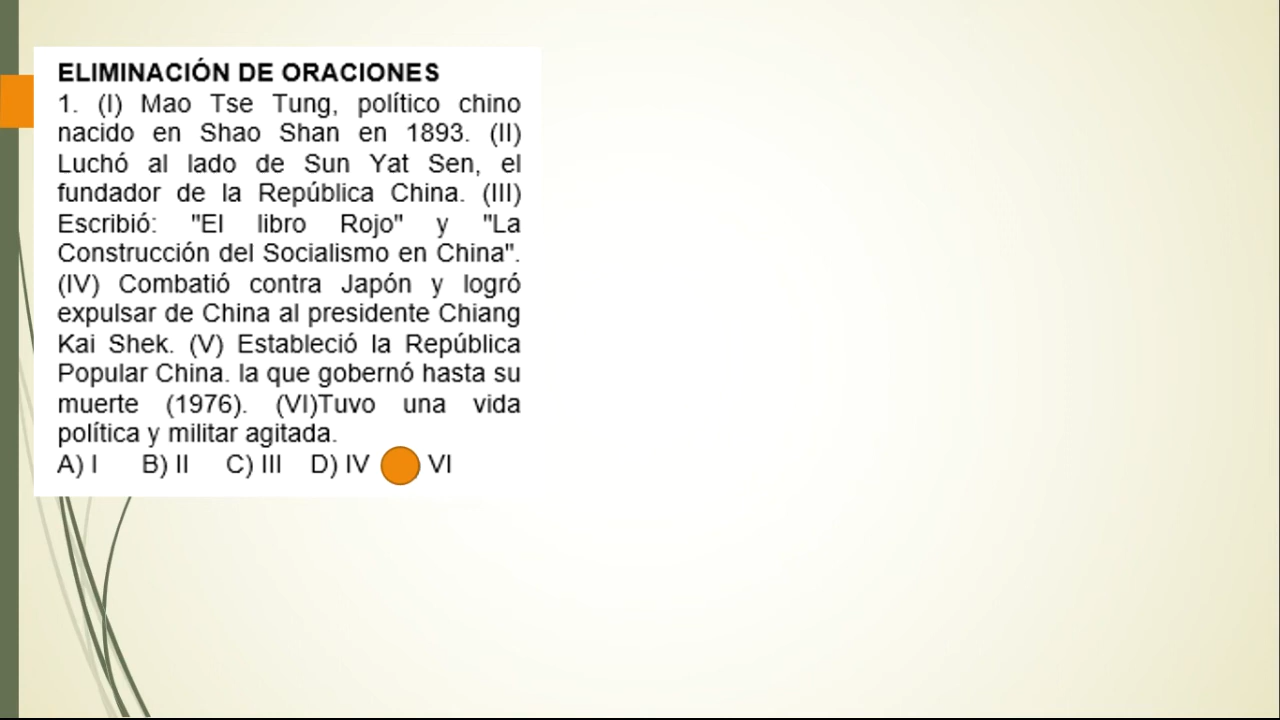 ELIMINACIÓN DE ORACIONES
1. (I) Mao Tse Tung, político chino
nacido en Shao Shan en 1893. (II)
Luchó al lado de Sun Yat Sen, el
fundador de la República China. (III)
Escribió: "El libro Rojo" y "La
Construcción del Socialismo en China".
(IV) Combatió contra Japón y logró
expulsar de China al presidente Chiang
Kai Shek. (V) Estableció la República
Popular China. la que gobernó hasta su
muerte (1976). (VI)Tuvo una vida
política y militar agitada.
A) I B) II C) III D) IV VI